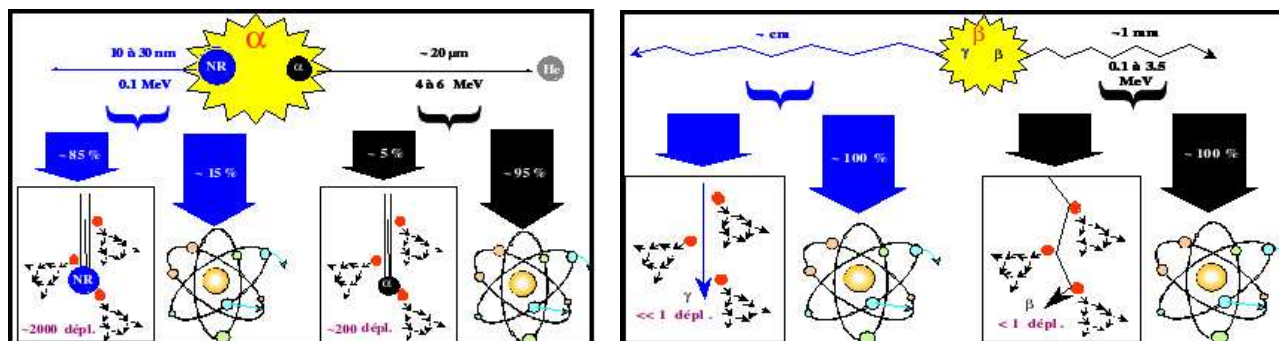 α
10 à 30 nm
~ 20 μm
NR
α
He
0.1 MeV
4 à 6 MeV
~ 85 %
~ 15 %
~ 5 %
~ 95 %
NR
α
~2000 dépl.
~200 dépl.
~ cm
β
~1 mm
γ
β
0.1 à 3.5
MeV
~ 100 %
~ 100 %
γ
<< 1 dépl.
β
< 1 dépl.